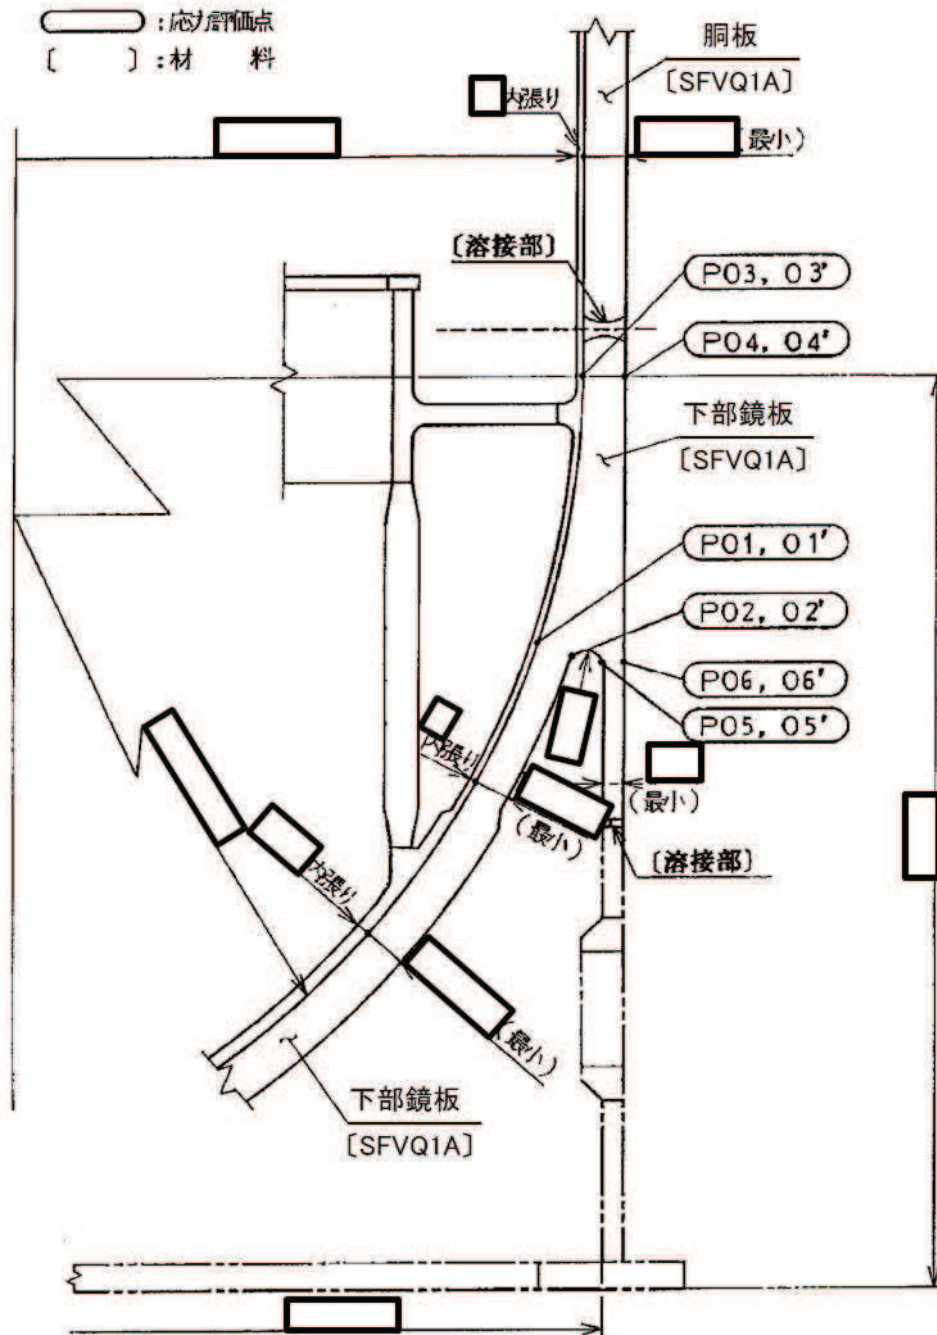 : 応力評価点
〔 〕: 材 料
胴板
〔SFVQ1A〕
内張り
(最小)
〔溶接部〕
P03, 03'
P04, 04'
下部鏡板
〔SFVQ1A〕
P01, 01'
P02, 02'
P06, 06'
P05, 05'
内張り
(最小)
(最小)
〔溶接部〕
内張り
(最小)
下部鏡板
〔SFVQ1A〕